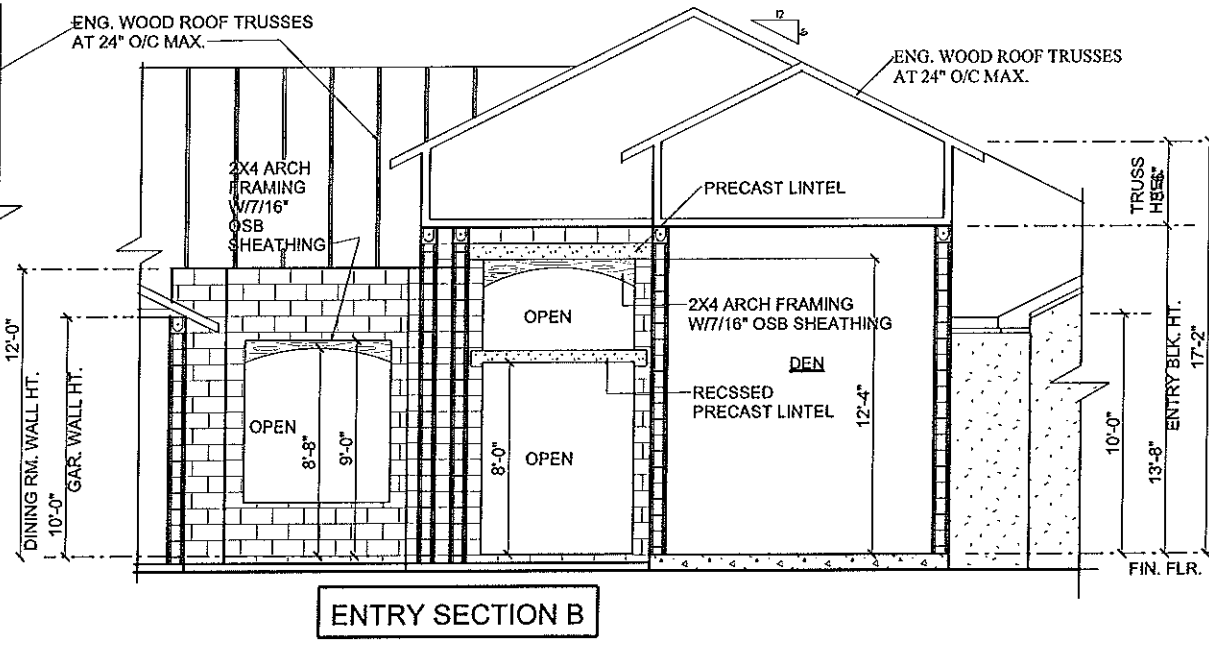 ENG. WOOD ROOF TRUSSES
AT 24" O/C MAX.
12
ENG. WOOD ROOF TRUSSES
AT 24" O/C MAX.
2X4 ARCH
FRAMING
W/7/16"
OSB
SHEATHING
PRECAST LINTEL
TRUSS
OPEN
2X4 ARCH FRAMING
W/7/16" OSB SHEATHING
DEN
RECSSED
PRECAST LINTEL
OPEN
OPEN
12'-0"
DINING RM. WALL HT.
10'-0"
GAR. WALL HT.
8'-8"
9'-0"
8'-0"
12'-4"
10'-0"
13'-8"
ENTRY BLK. HT.
17'-2"
FIN. FLR.
ENTRY SECTION B